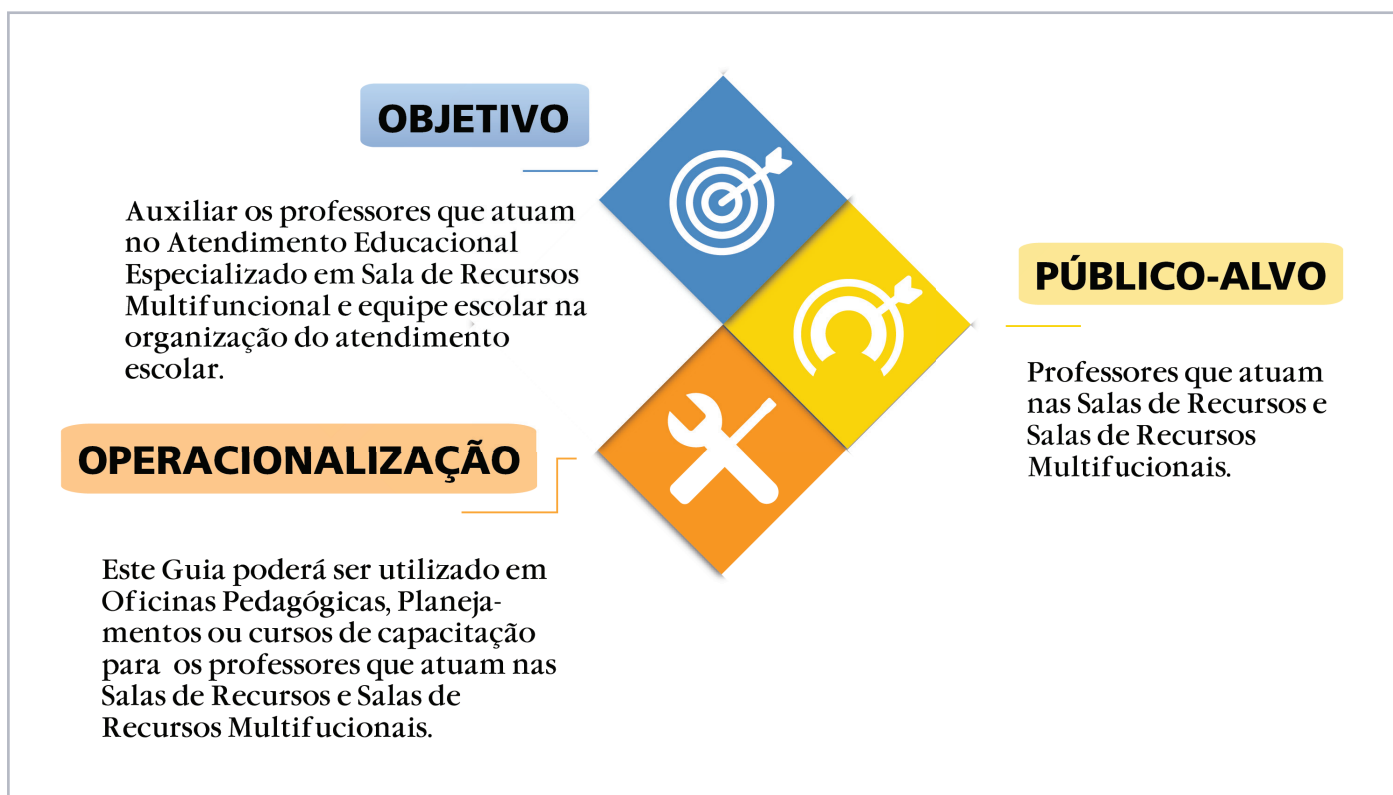 OBJETIVO
Auxiliar os professores que atuam
no Atendimento Educacional
Especializado em Sala de Recursos
Multifuncional e equipe escolar na
organização do atendimento
escolar.
PÚBLICO-ALVO
Professores que atuam
nas Salas de Recursos e
Salas de Recursos
Multifucionais.
OPERACIONALIZAÇÃO
Este Guia poderá ser utilizado em
Oficinas Pedagógicas, Planeja-
mentos ou cursos de capacitação
para os professores que atuam nas
Salas de Recursos e Salas de
Recursos Multifucionais.